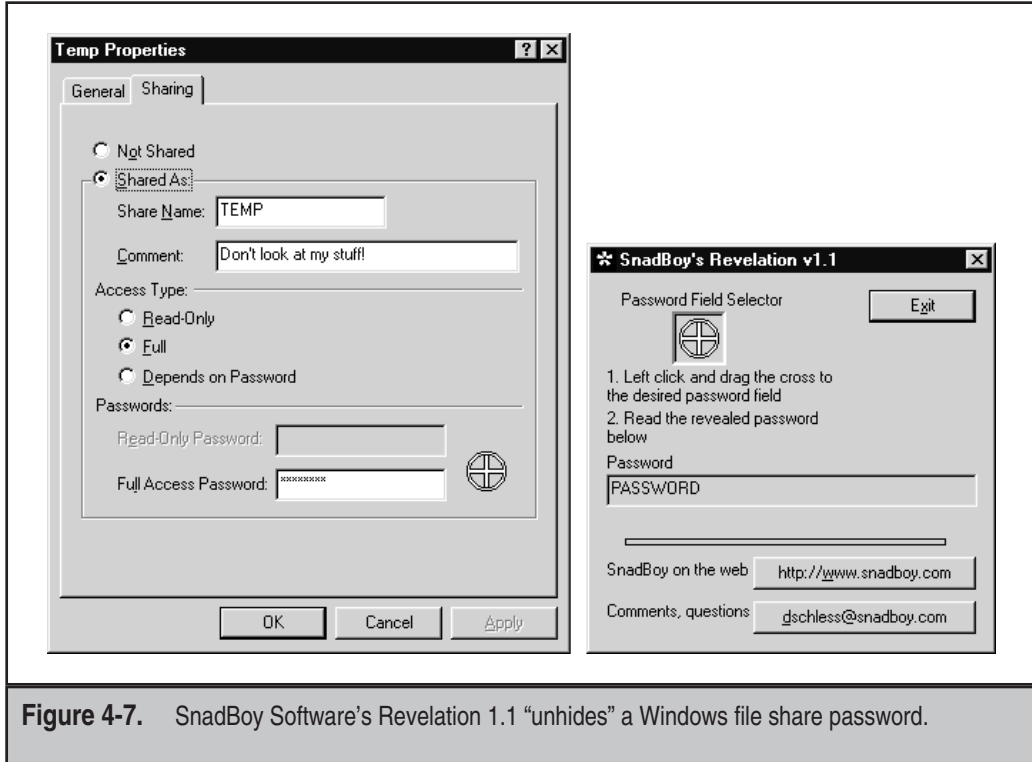 Temp Properties
General
Sharing
Not Shared
Shared As:
Share Name:
TEMP
Comment:
Don't look at my stuff!
Access Type:
Read-Only
Full
Depends on Password
Passwords:
Read-Only Password:
Full Access Password:
********
OK
Cancel
Apply
SnadBoy's Revelation v1.1
Password Field Selector
Exit
1. Left click and drag the cross to
the desired password field
2. Read the revealed password
below
Password
PASSWORD
SnadBoy on the web
http://www.snadboy.com
Comments, questions
dschless@snadboy.com
Figure 4-7. SnadBoy Software's Revelation 1.1 “unhides” a Windows file share password.